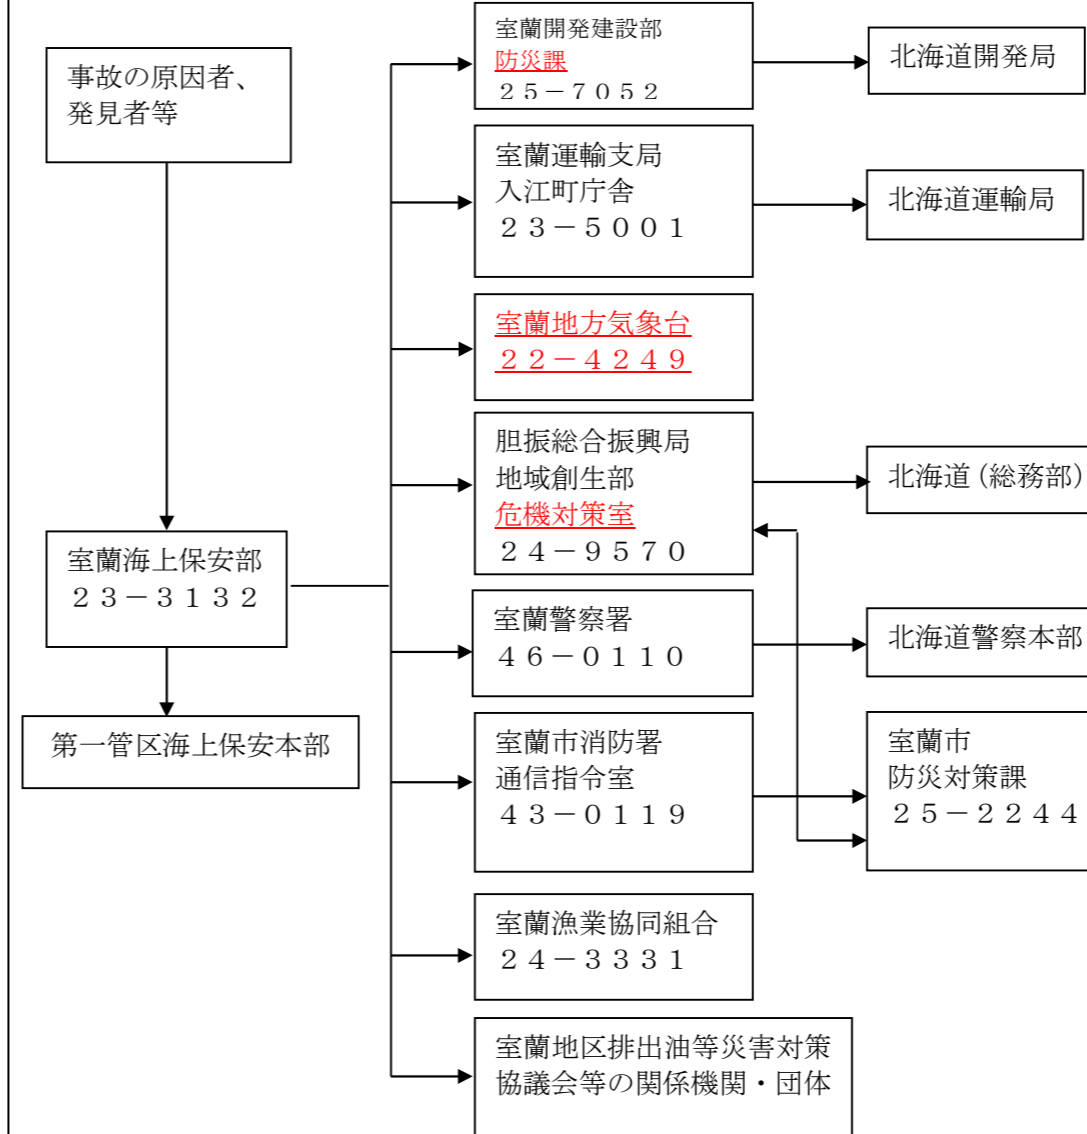 事故の原因者、
発見者等
室蘭海上保安部
２３－３１３２
第一管区海上保安本部
室蘭開発建設部
防災課
２５－７０５２
北海道開発局
室蘭運輸支局
入江町庁舎
２３－５００１
北海道運輸局
室蘭地方気象台
２２－４２４９
胆振総合振興局
地域創生部
危機対策室
２４－９５７０
北海道（総務部）
室蘭警察署
４６－０１１０
北海道警察本部
室蘭市消防署
通信指令室
４３－０１１９
室蘭市
防災対策課
２５－２２４４
室蘭漁業協同組合
２４－３３３１
室蘭地区排出油等災害対策
協議会等の関係機関・団体